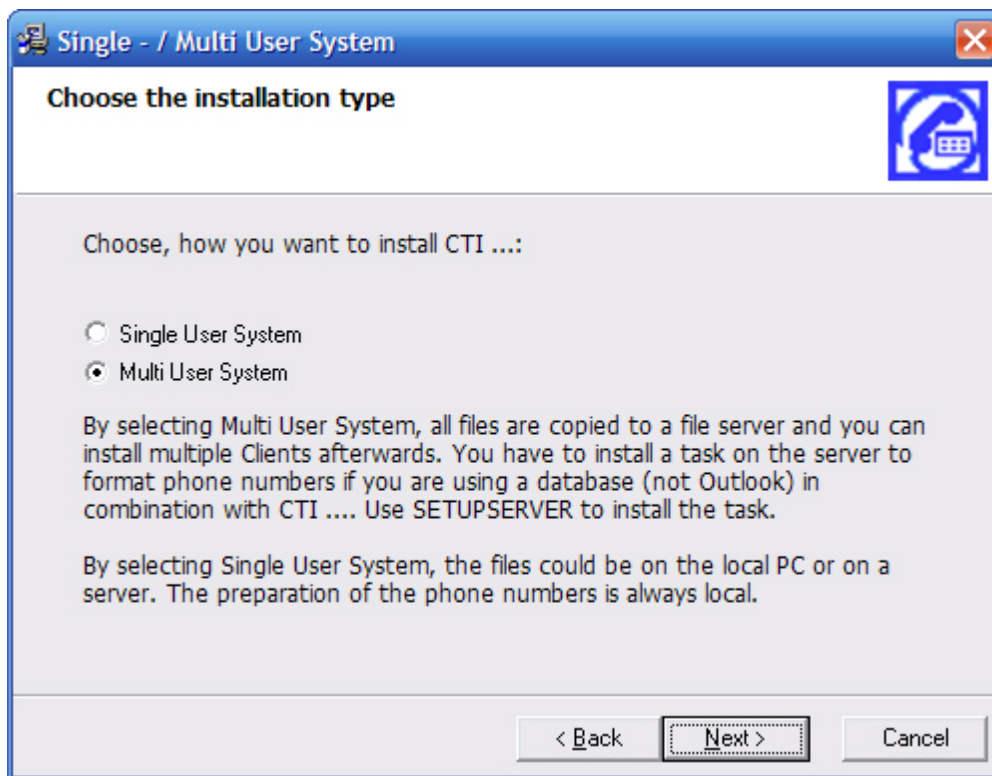 Single - / Multi User System
Choose the installation type
Choose, how you want to install CTI ...:
Single User System
Multi User System
By selecting Multi User System, all files are copied to a file server and you can
install multiple Clients afterwards. You have to install a task on the server to
format phone numbers if you are using a database (not Outlook) in
combination with CTI .... Use SETUPSERVER to install the task.
By selecting Single User System, the files could be on the local PC or on a
server. The preparation of the phone numbers is always local.
< Back
Next >
Cancel